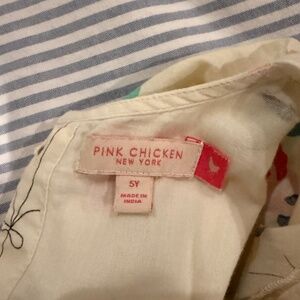 PINK CHICKEN
NEW YORK
5Y
MADE IN
INDIA